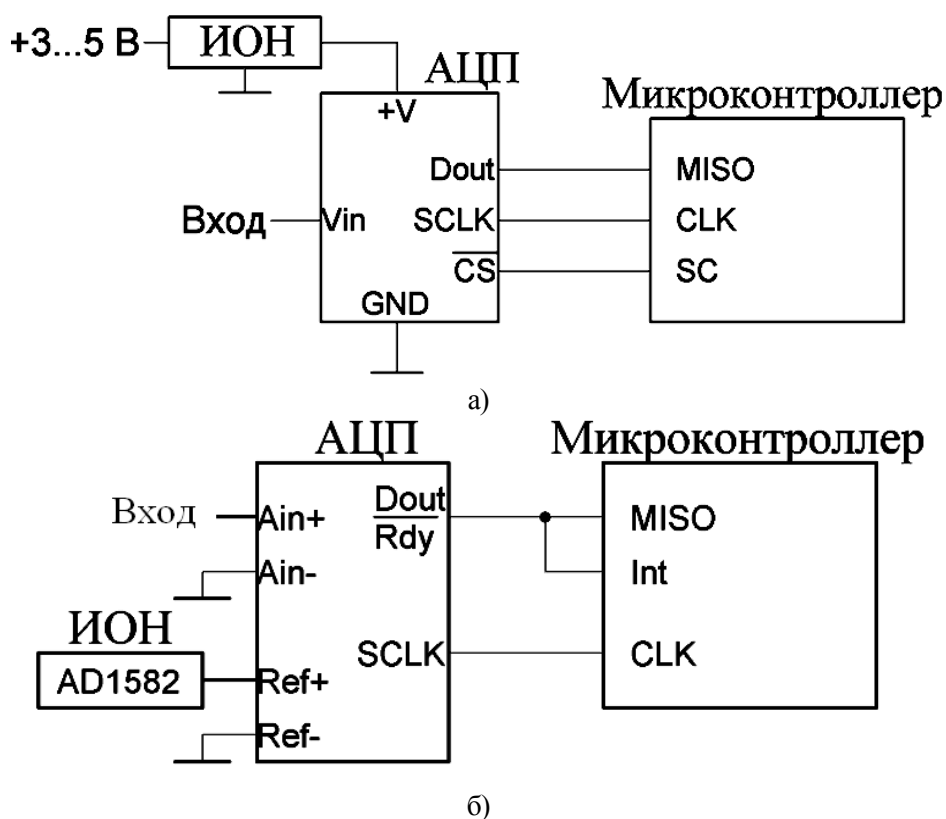 +3...5 В
ИОН
АЦП
Микроконтроллер
+V
Dout
MISO
Вход
Vin
SCLK
CLK
CS
SC
GND
а)
АЦП
Микроконтроллер
Вход
Ain+
Dout
Rdy
MISO
Ain-
Int
ИОН
SCLK
CLK
AD1582
Ref+
Ref-
б)